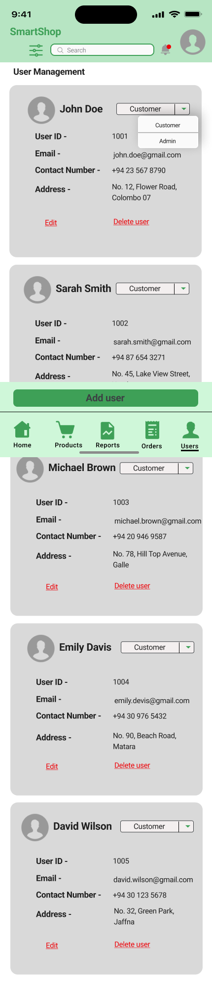 9:41
SmartShop
Search
User Management
John Doe
Customer
Customer
Admin
User ID - 1001
Email - john.doe@gmail.com
Contact Number - +94 23 567 8790
Address - No. 12, Flower Road,
Colombo 07
Edit Delete user
Sarah Smith
Customer
User ID - 1002
Email - sarah.smith@gmail.com
Contact Number - +94 87 654 3271
Address - No. 45, Lake View Street,
Add user
Home Products Reports Orders Users
Michael Brown
Customer
User ID - 1003
Email - michael.brown@gmail.com
Contact Number - +94 20 946 9587
Address - No. 78, Hill Top Avenue,
Galle
Edit Delete user
Emily Davis
Customer
User ID - 1004
Email - emily.devis@gmail.com
Contact Number - +94 30 976 5432
Address - No. 90, Beach Road,
Matara
Edit Delete user
David Wilson
Customer
User ID - 1005
Email - david.wilson@gmail.com
Contact Number - +94 30 123 5678
Address - No. 32, Green Park,
Jaffna
Edit Delete user